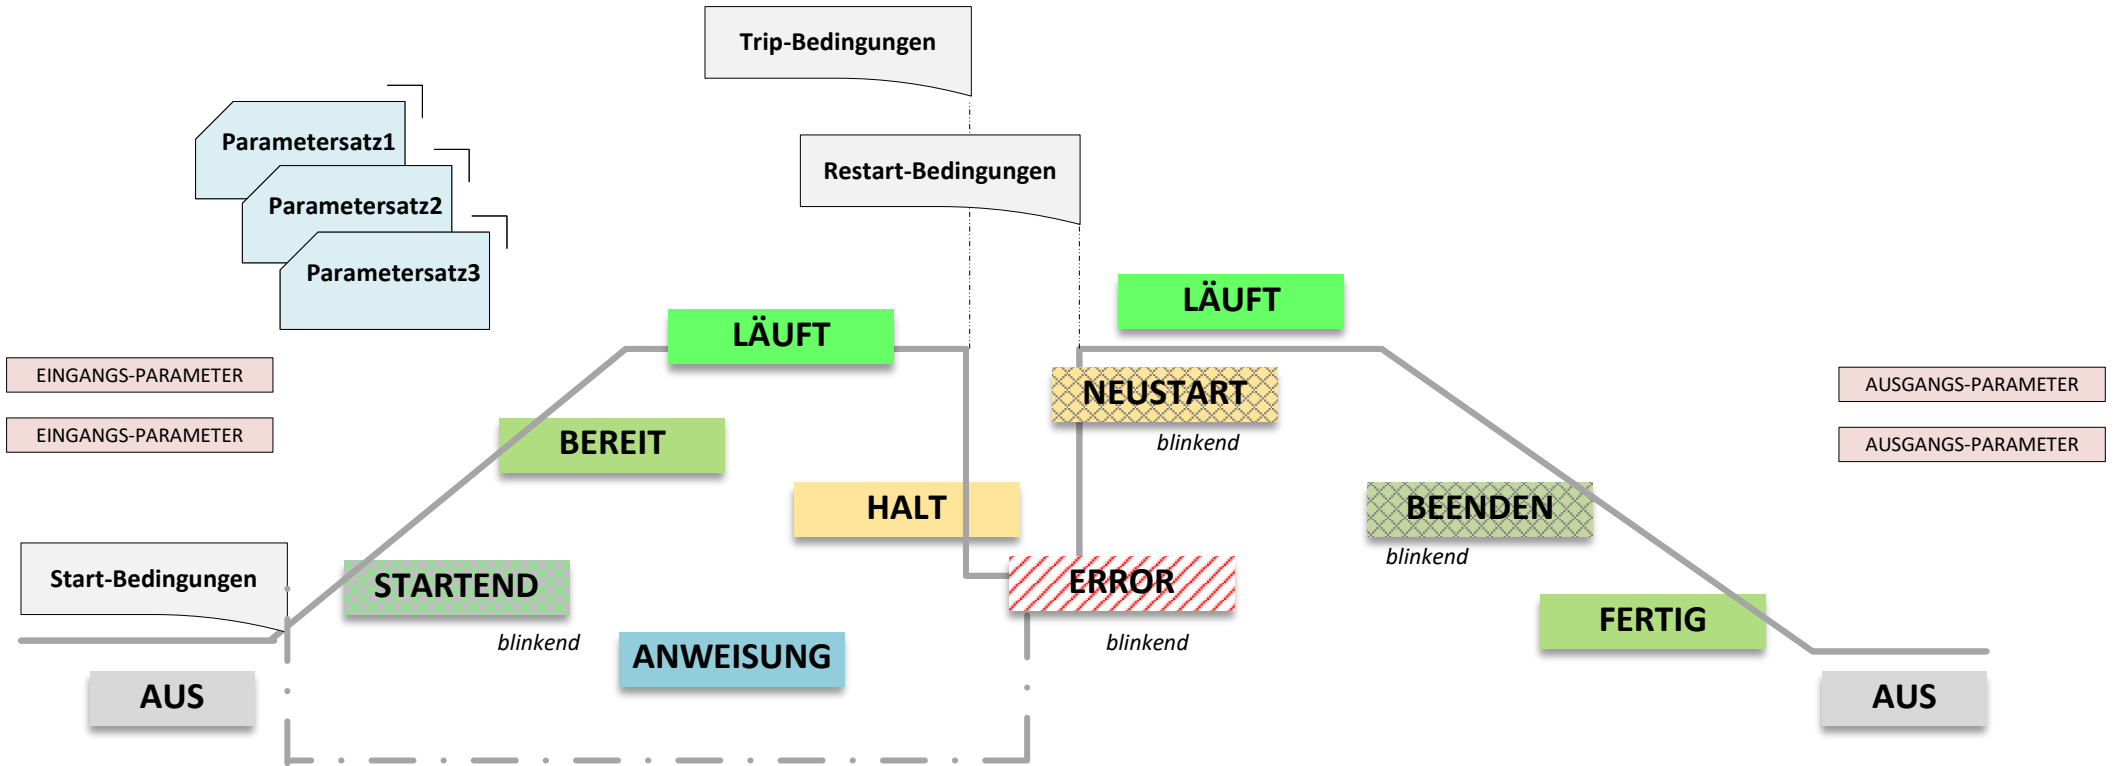 Trip-Bedingungen
Parametersatz1
Restart-Bedingungen
Parametersatz2
Parametersatz3
LÄUFT
LÄUFT
EINGANGS-PARAMETER
AUSGANGS-PARAMETER
NEUSTART
blinkend
EINGANGS-PARAMETER
BEREIT
AUSGANGS-PARAMETER
HALT
BEENDEN
blinkend
Start-Bedingungen
STARTEND
blinkend
ERROR
blinkend
FERTIG
ANWEISUNG
AUS
AUS